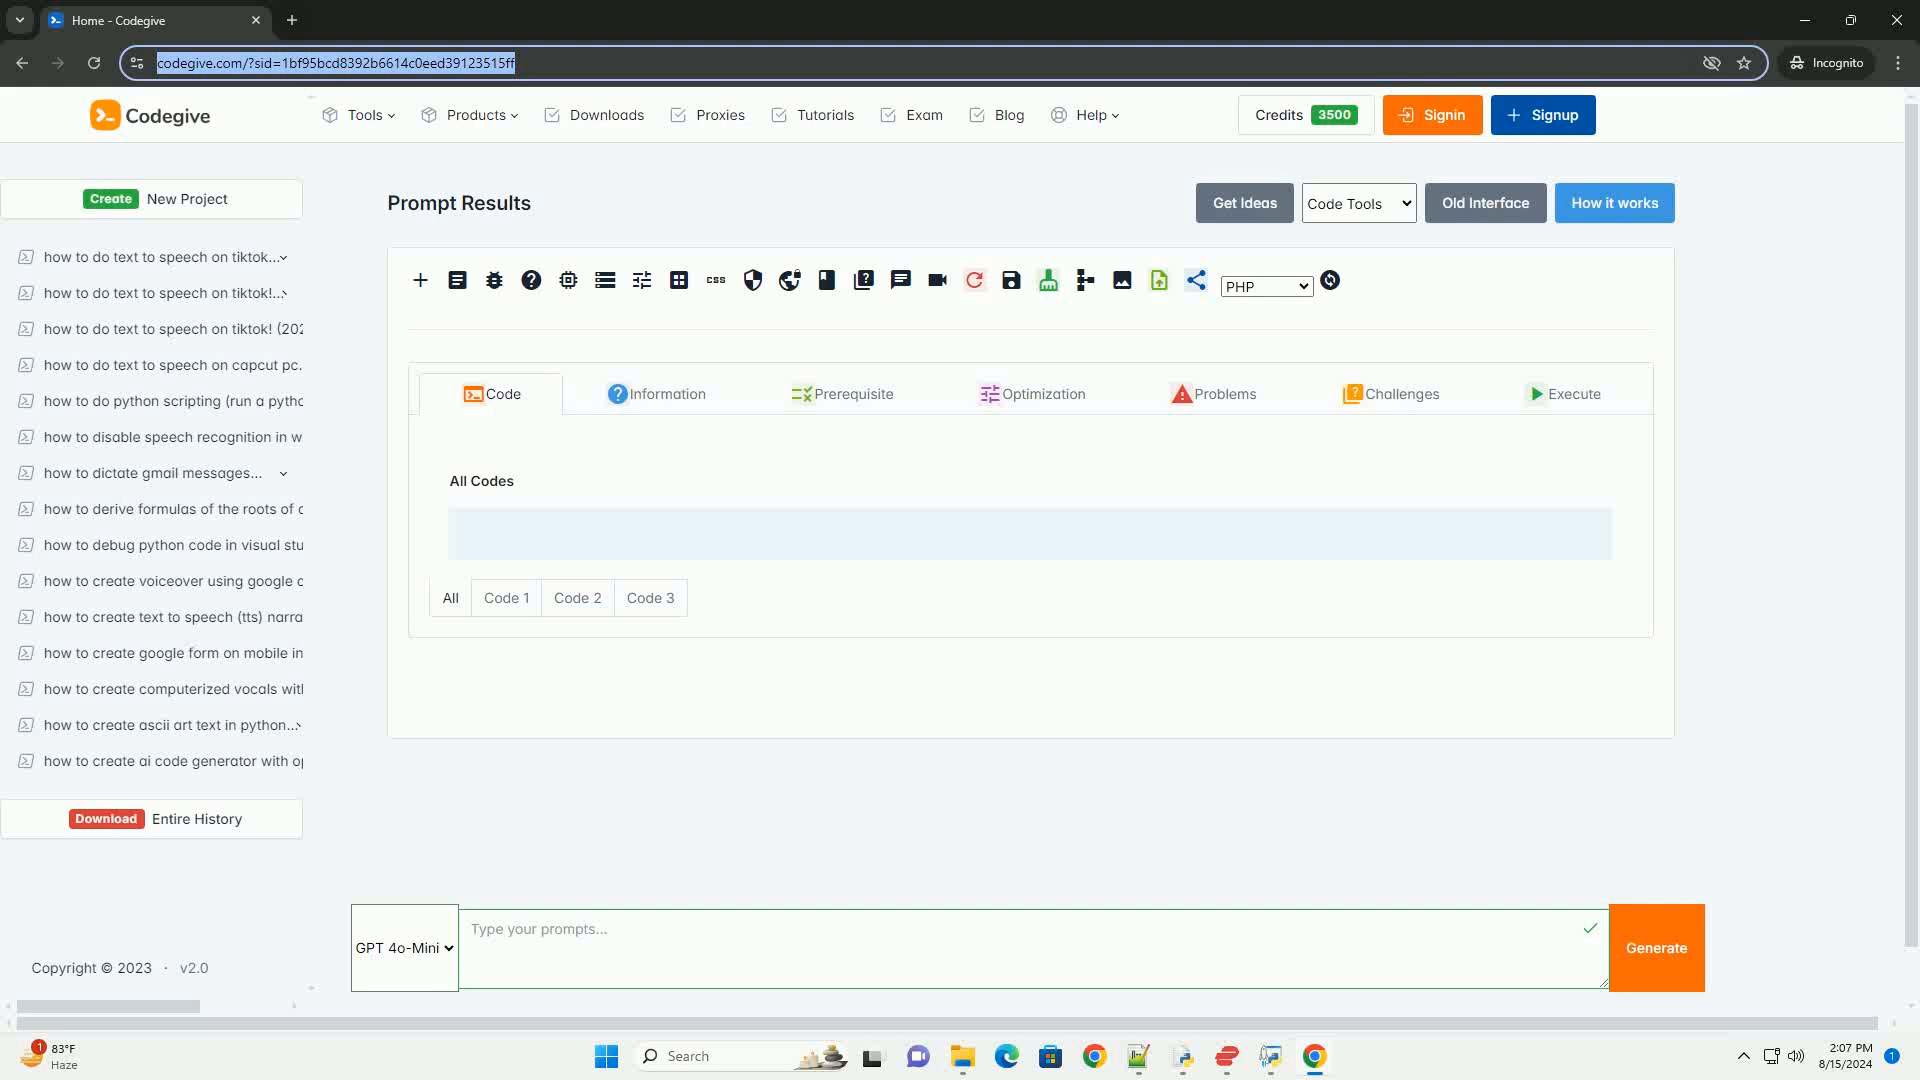 Home - Codegive
codegive.com/?sid=1bf95bcd8392b6614c0eed39123515ff
Incognito
Codegive
Tools
Products
Downloads
Proxies
Tutorials
Exam
Blog
Help
Credits 3500
Signin
Signup
Create New Project
how to do text to speech on tiktok...
how to do text to speech on tiktok!...
how to do text to speech on tiktok! (202
how to do text to speech on capcut pc.
how to do python scripting (run a pytho
how to disable speech recognition in w
how to dictate gmail messages...
how to derive formulas of the roots of a
how to debug python code in visual stu
how to create voiceover using google c
how to create text to speech (tts) narra
how to create google form on mobile in
how to create computerized vocals wit
how to create ascii art text in python...
how to create ai code generator with op
Download Entire History
Copyright © 2023 · v2.0
Prompt Results
Get Ideas
Code Tools
Old Interface
How it works
css
PHP
Code
Information
Prerequisite
Optimization
Problems
Challenges
Execute
All Codes
All
Code 1
Code 2
Code 3
GPT 4o-Mini
Type your prompts...
Generate
1
83°F
Haze
Search
2:07 PM
8/15/2024
1